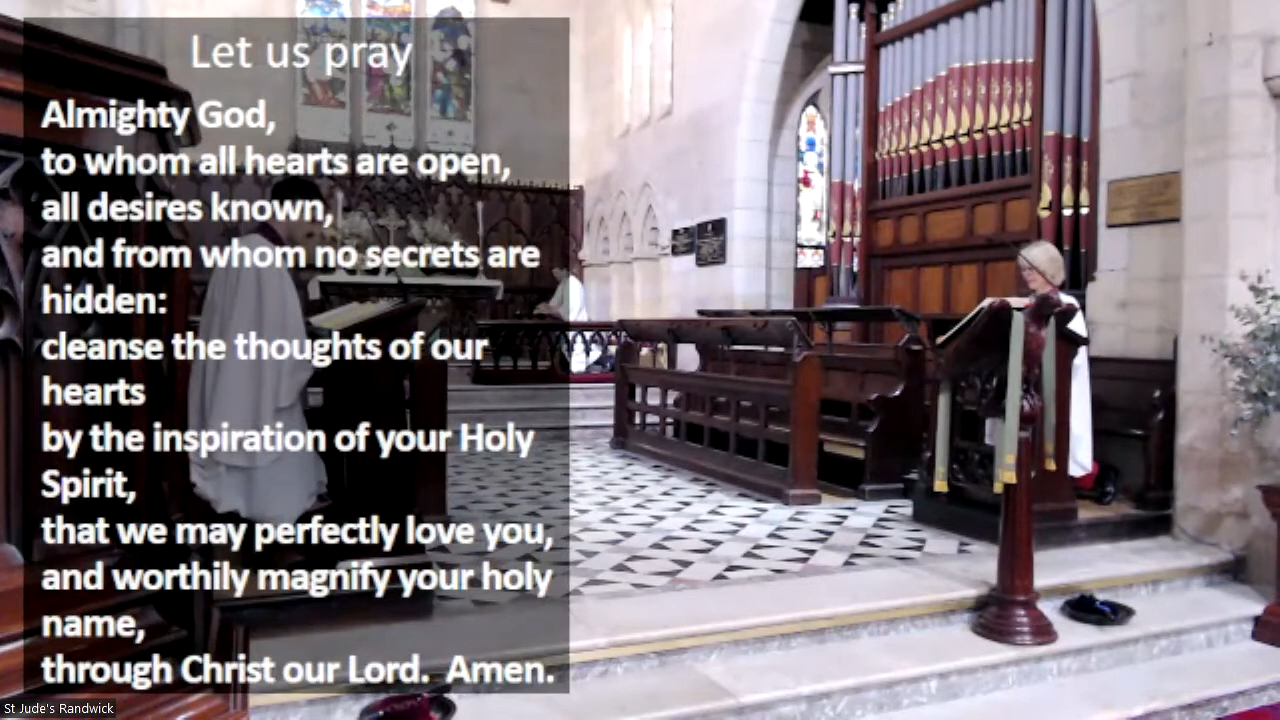 Let us pray
Almighty God,
to whom all hearts are open,
all desires known,
and from whom no secrets are
hidden:
cleanse the thoughts of our
hearts
by the inspiration of your Holy
Spirit,
that we may perfectly love you,
and worthily magnify your holy
name,
through Christ our Lord.  Amen.
St Jude's Randwick